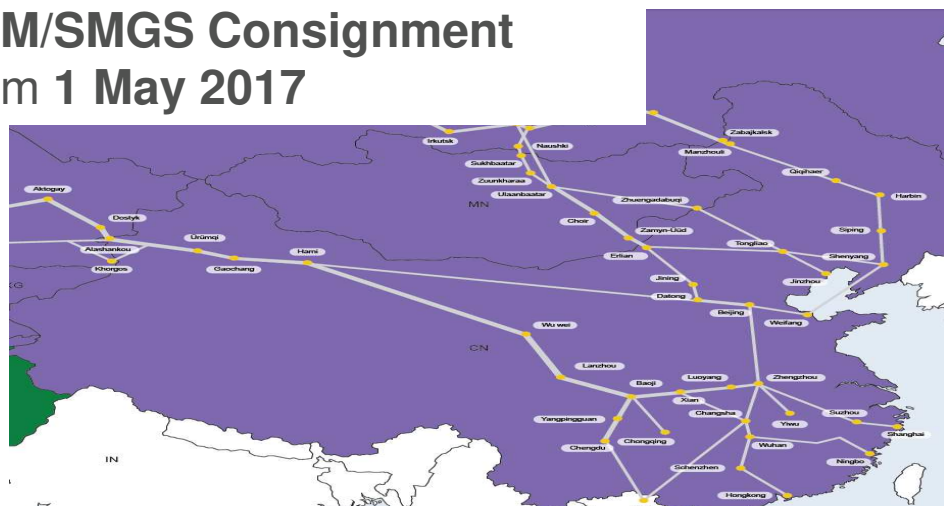 M/SMGS Consignment
m 1 May 2017
Zabajkalsk
Irkutsk
Naushki
Manzhouli
Sukhbaatar
Zounkharaa
Qiqihaer
Aktogay
Ulaanbaatar
Zhuengadabuqi
Harbin
MN
Dostyk
Choir
Zamyn-Üüd
Siping
Ürümqi
Alashankou
Hami
Erlian
Tongliao
Shenyang
Khorgos
Gaochang
Jining
Jinzhou
KG
Datong
Beijing
Weifang
Wu wei
CN
Lanzhou
Baoji
Luoyang
Zhengzhou
Xian
Yangpingguan
Changsha
Yiwu
Suzhou
Chengdu
Chongqing
Wuhan
Shanghai
IN
Schenzhen
Ningbo
Hongkong